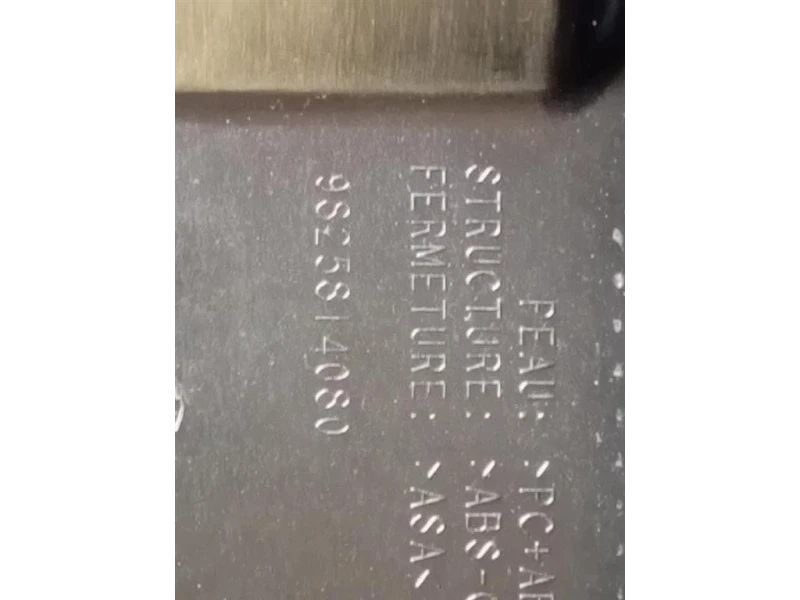 PEAU: >PC+AB
STRUCTURE: >ABS-
FERMETURE: >ASA<
9825814080